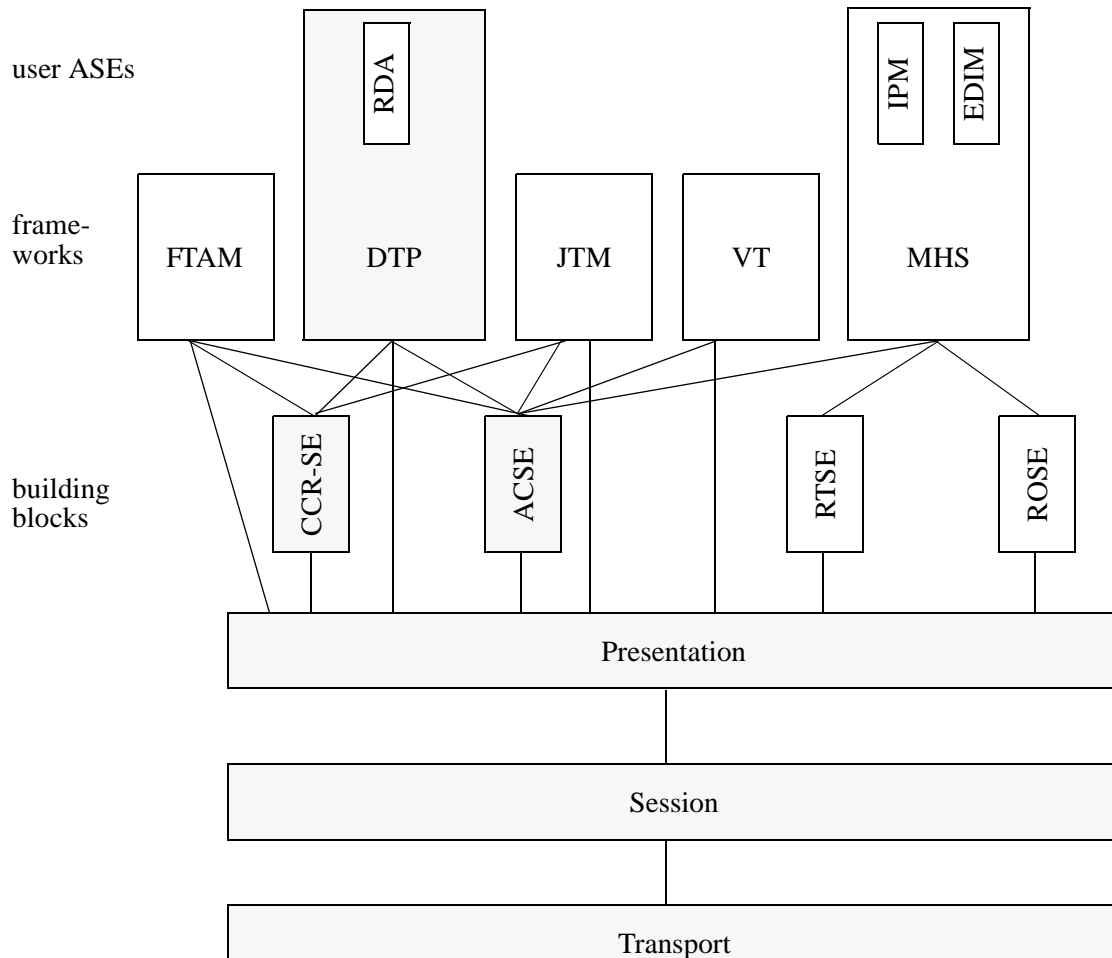 user ASEs
RDA
IPM
EDIM
frame-
works
FTAM
DTP
JTM
VT
MHS
building
blocks
CCR-SE
ACSE
RTSE
ROSE
Presentation
Session
Transport